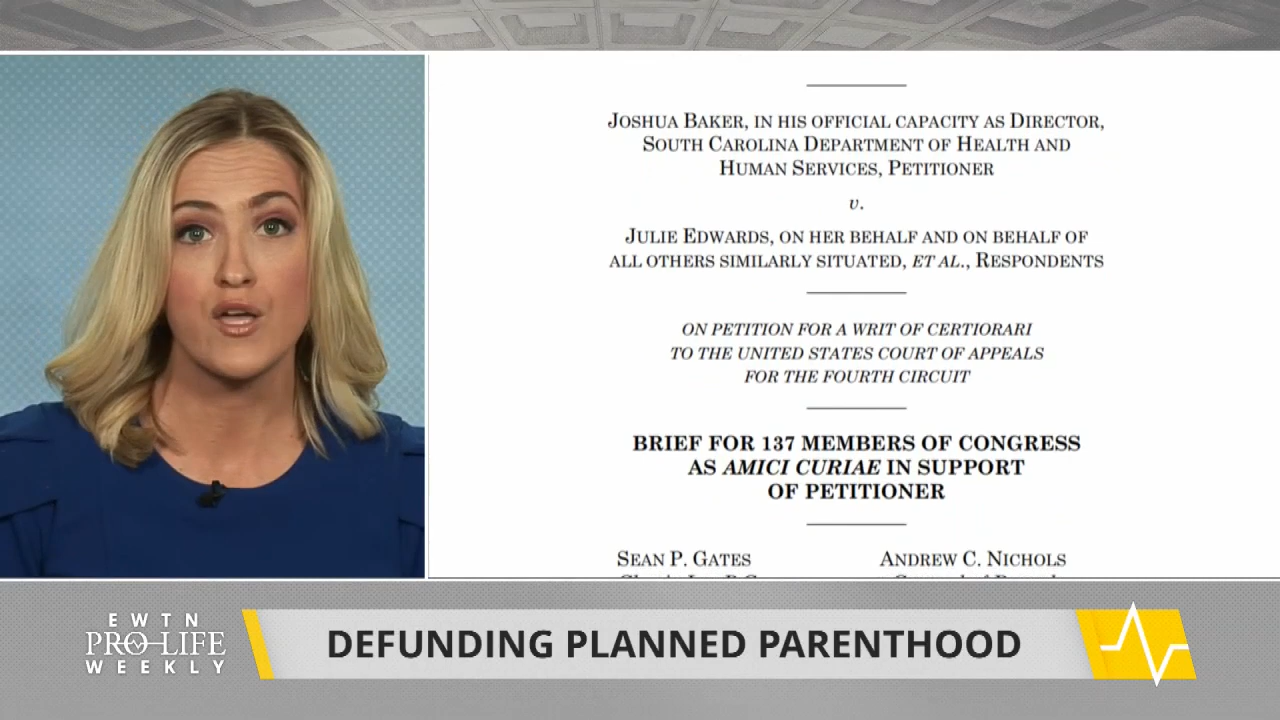 JOSHUA BAKER, IN HIS OFFICIAL CAPACITY AS DIRECTOR,
SOUTH CAROLINA DEPARTMENT OF HEALTH AND
HUMAN SERVICES, PETITIONER
v.
JULIE EDWARDS, ON HER BEHALF AND ON BEHALF OF
ALL OTHERS SIMILARLY SITUATED, ET AL., RESPONDENTS
ON PETITION FOR A WRIT OF CERTIORARI
TO THE UNITED STATES COURT OF APPEALS
FOR THE FOURTH CIRCUIT
BRIEF FOR 137 MEMBERS OF CONGRESS
AS AMICI CURIAE IN SUPPORT
OF PETITIONER
SEAN P. GATES ANDREW C. NICHOLS
EWTN
PRO-LIFE
WEEKLY
DEFUNDING PLANNED PARENTHOOD